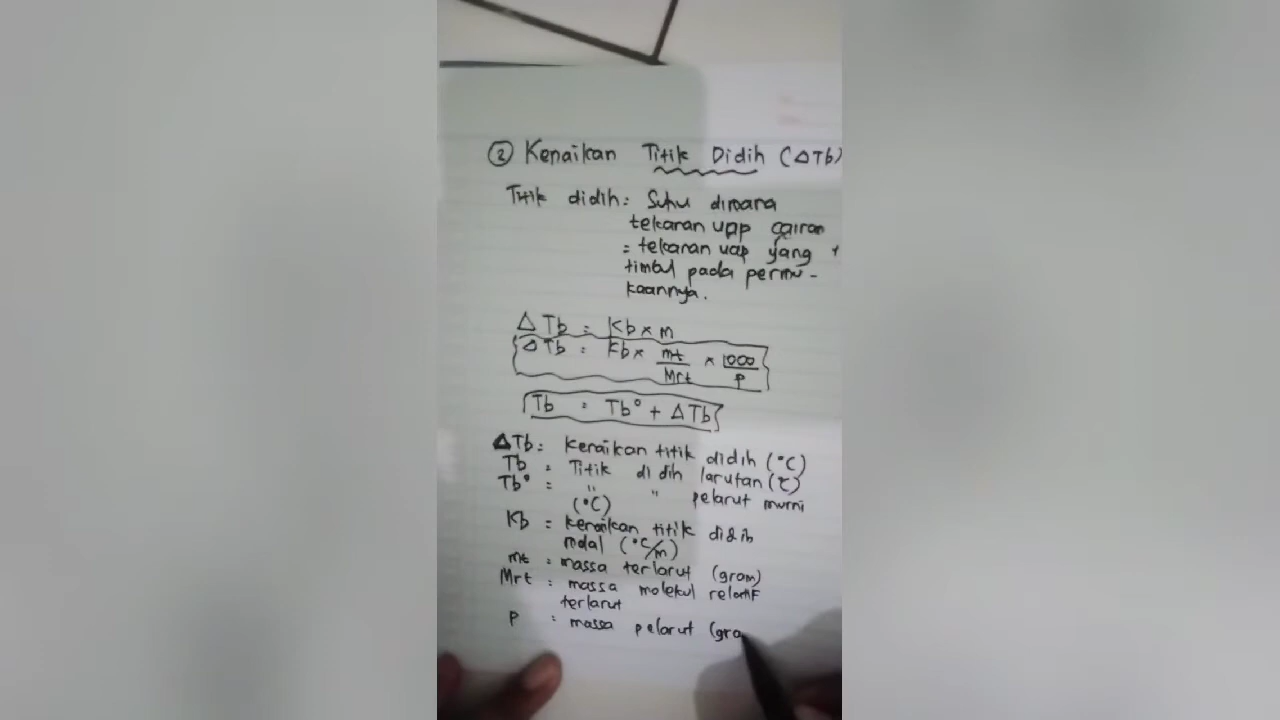 ② Kenaikan Titik Didih (ΔTb)
Titik didih : Suhu dimana
tekanan uap cairan
= tekanan uap yang
timbul pada permu-
kaannya.
ΔTb = Kb × m
ΔTb = Kb × mt/Mrt × 1000/P
Tb = Tb° + ΔTb
ΔTb = Kenaikan titik didih (°C)
Tb = Titik didih larutan (°C)
Tb° = " " pelarut murni
(°C)
Kb = kenaikan titik didih
molal (°C/m)
mt = massa terlarut (gram)
Mrt = massa molekul relatif
terlarut
P = massa pelarut (gra